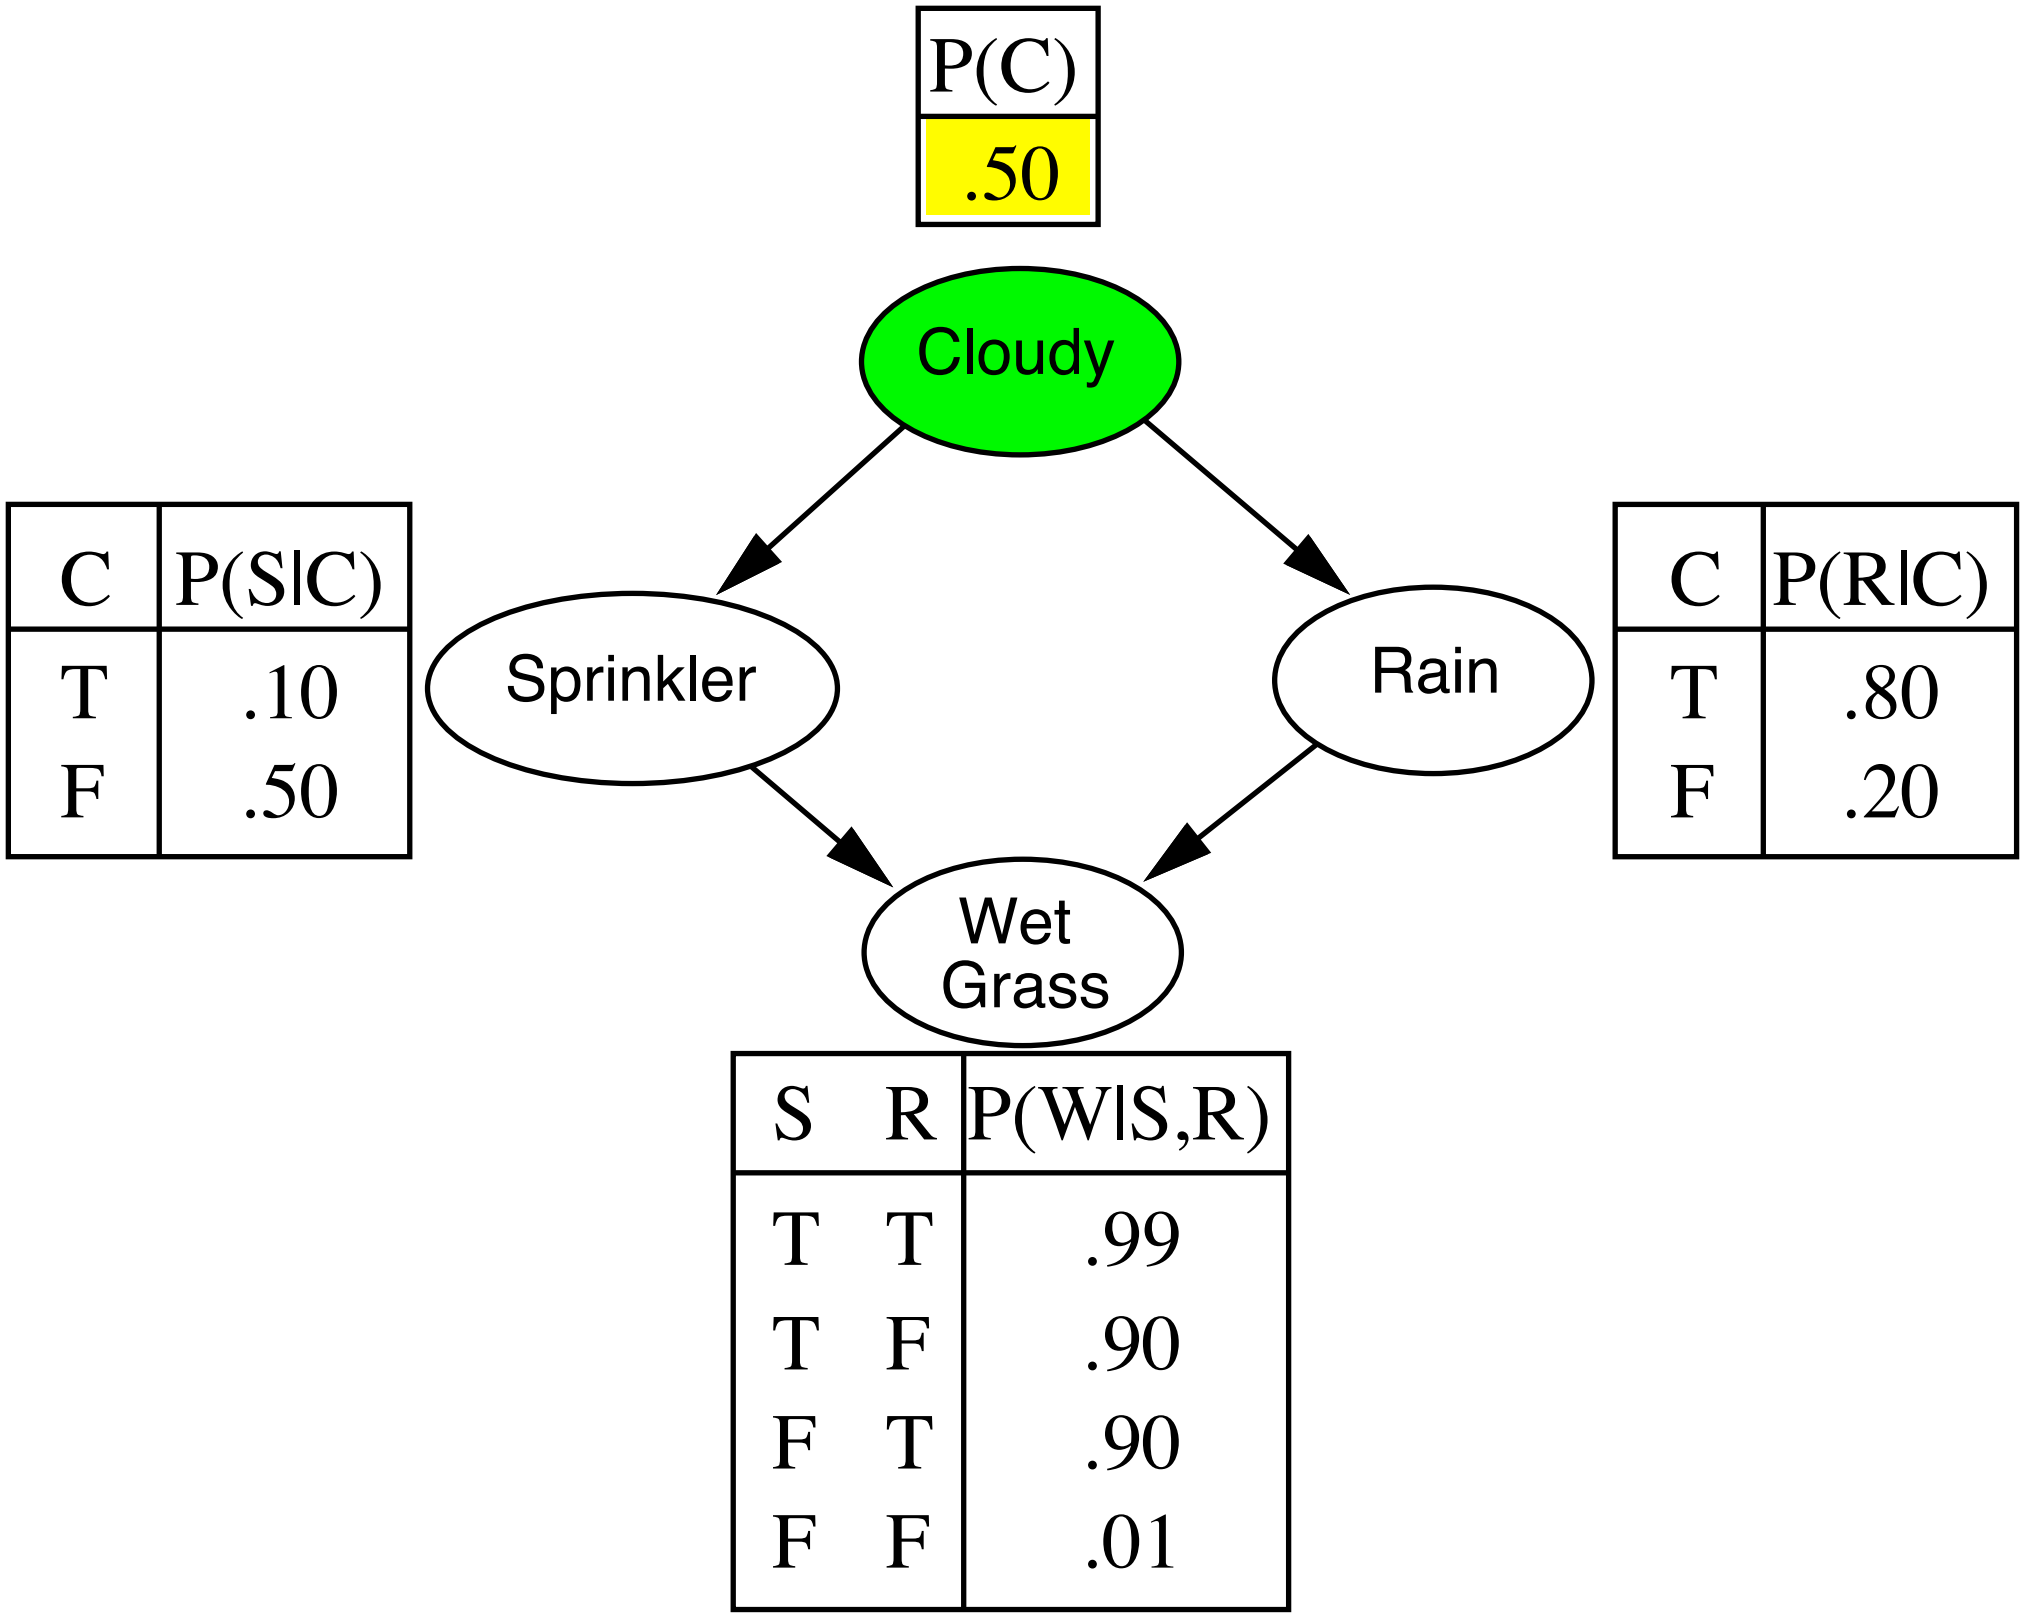 P(C)
.50
Cloudy
C P(S|C)
T .10
F .50
Sprinkler
Rain
C P(R|C)
T .80
F .20
Wet
Grass
S R P(W|S,R)
T T .99
T F .90
F T .90
F F .01